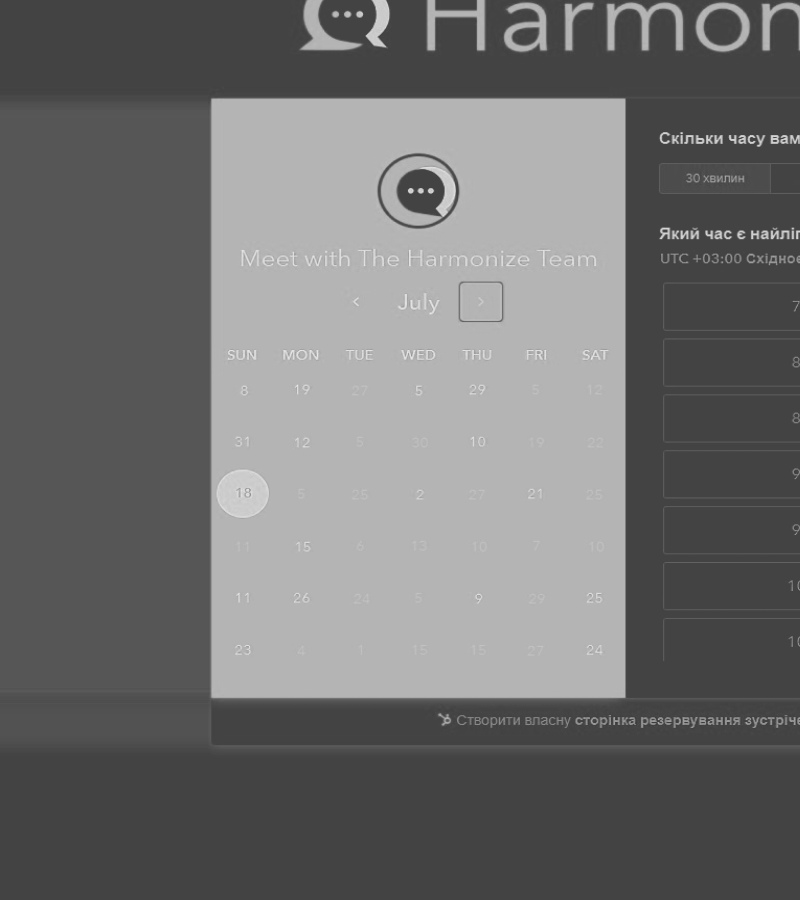 Harmon
Meet with The Harmonize Team
< July >
SUN MON TUE WED THU FRI SAT
8 19 27 5 29 5 12
31 12 5 30 10 19 22
18 5 25 2 27 21 25
11 15 6 13 10 7 10
11 26 24 5 9 29 25
23 4 1 15 15 27 24
Скільки часу вам
30 хвилин
Який час є найліп
UTC +03:00 Східноє
7
8
8
9
9
10
10
Створити власну сторінка резервування зустріче